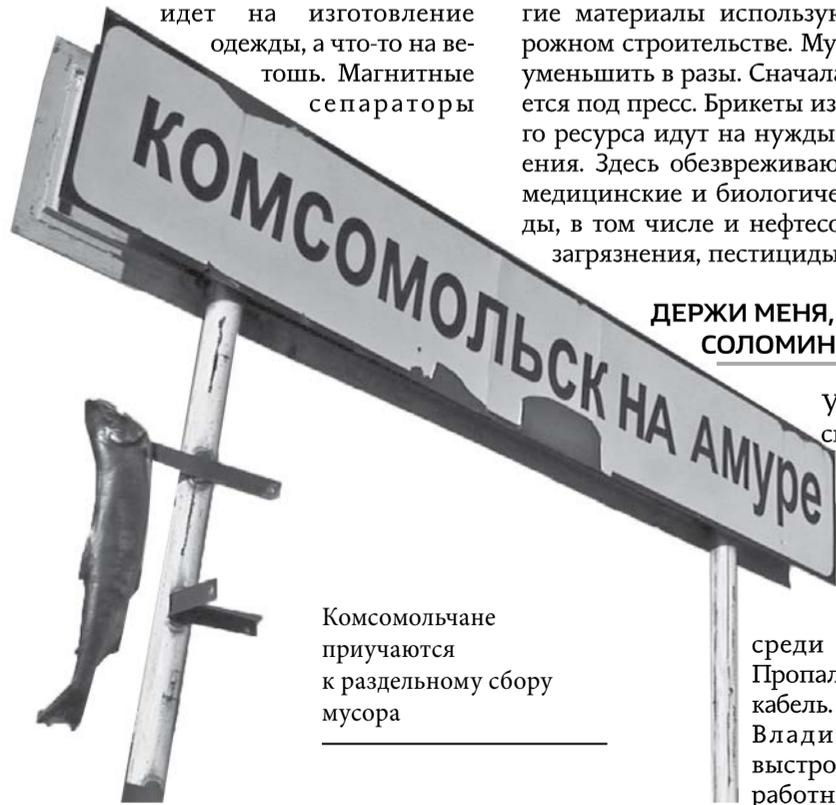 идет на изготовление
одежды, а что-то на ве-
тошь. Магнитные
сепараторы
гие материалы использую
рожном строительстве. Му
уменьшить в разы. Сначала
ется под пресс. Брикеты из
го ресурса идут на нужды
ения. Здесь обезвреживаю
медицинские и биологиче
ды, в том числе и нефтесо
загрязнения, пестициды
ДЕРЖИ МЕНЯ,
СОЛОМИН
КОМСОМОЛЬСК НА АМУРЕ
Комсомольчане
приучаются
к раздельному сбору
мусора
среди
Пропал
кабель.
Влади
выстро
работн